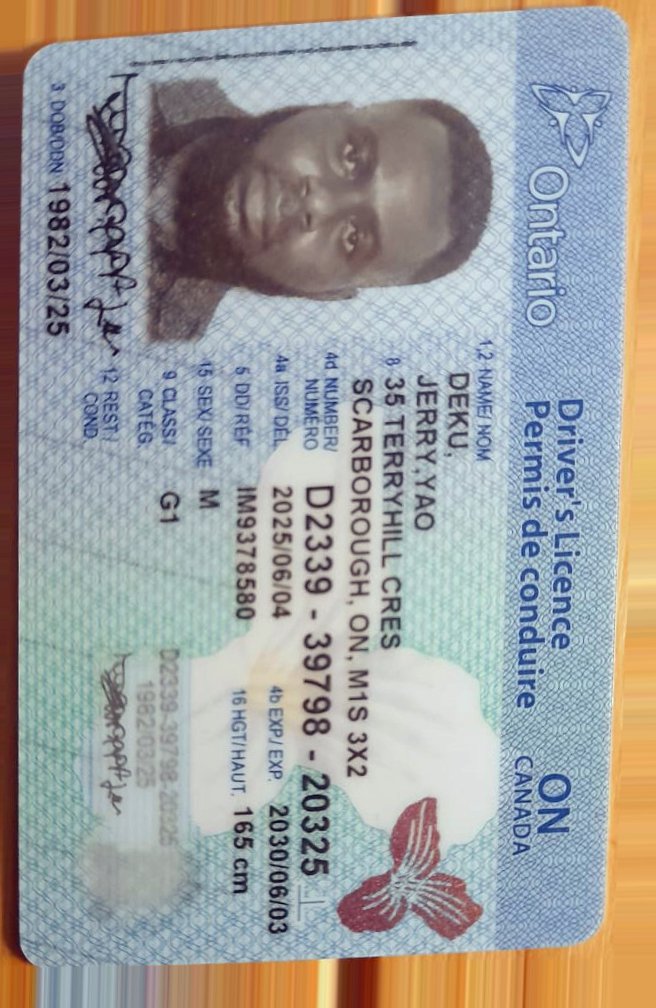 Ontario
Driver's Licence
Permis de conduire
ON
CANADA
1,2 NAME/ NOM
DEKU,
JERRY,YAO
8 35 TERRYHILL CRES
SCARBOROUGH, ON, M1S 3X2
4d NUMBER/
NUMÉRO
D2339 - 39798 - 20325
4a ISS/DÉL. 2025/06/04 4b EXP/EXP. 2030/06/03
5 DD/RÉF IM9378580 16 HGT/HAUT. 165 cm
15 SEX/SEXE M
9 CLASS/
CATÉG.
G1
12 REST./
COND.
3 DOB/DDN 1982/03/25
D2339-39798-20325
1982/03/25